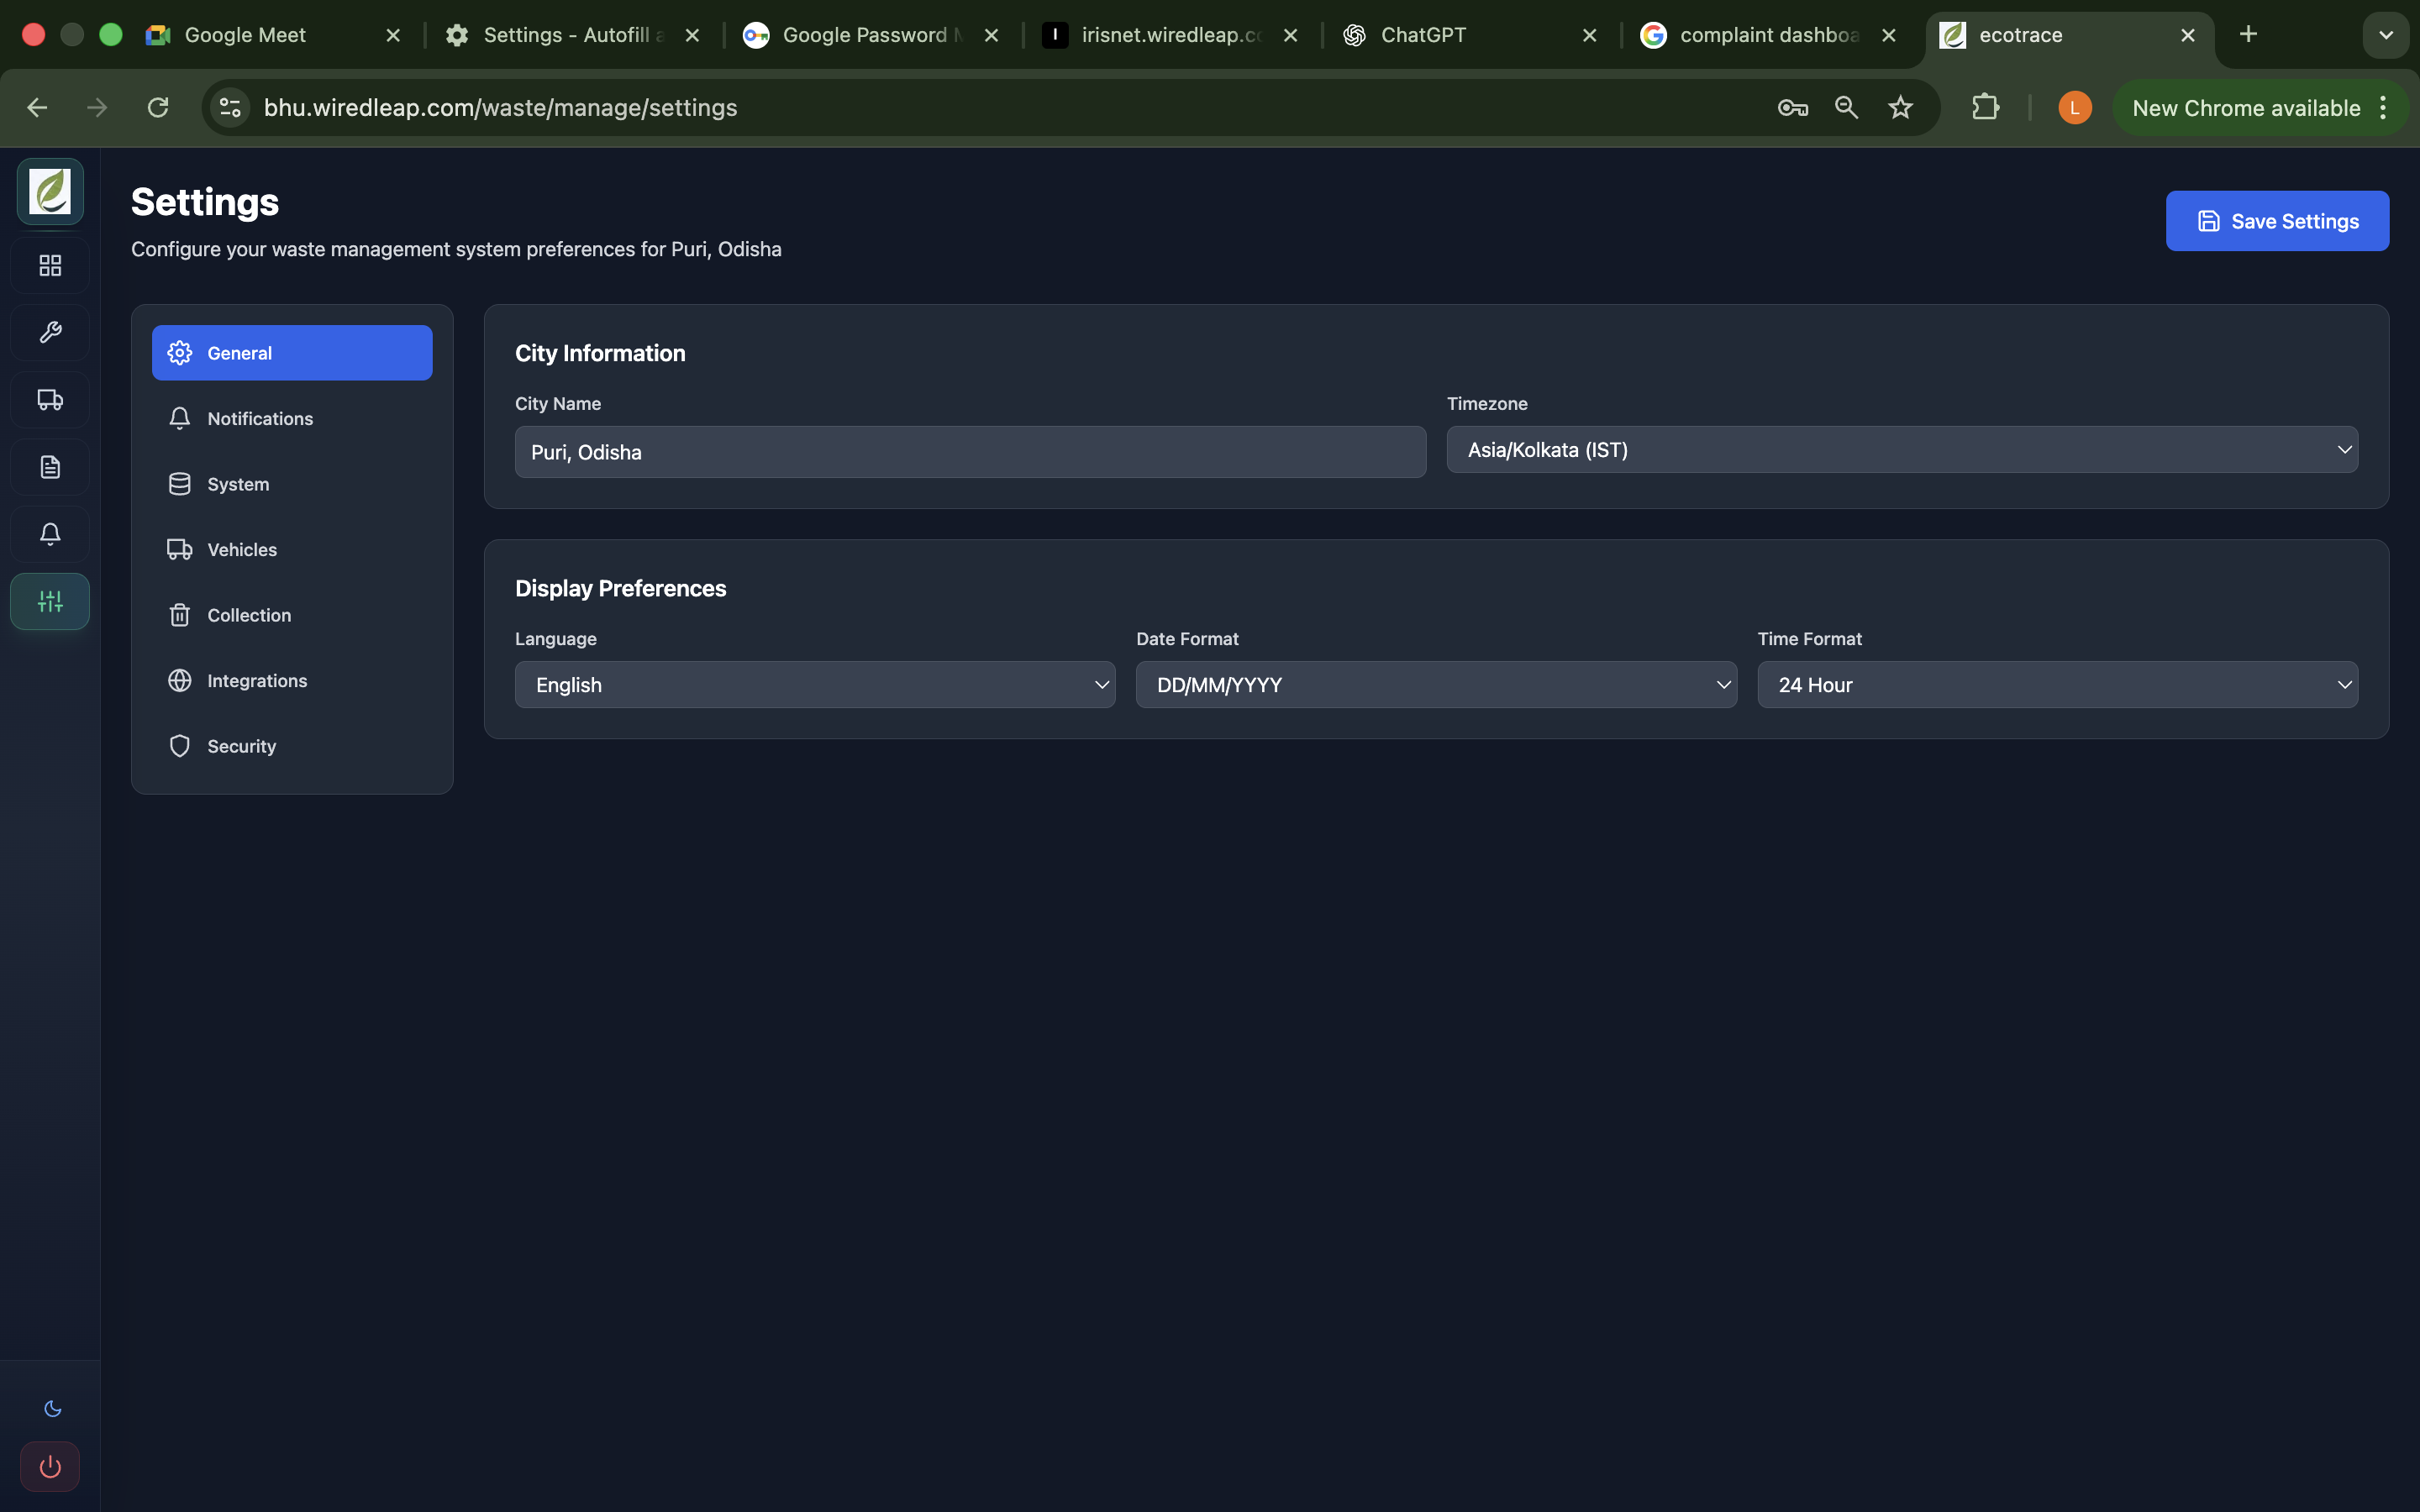 Google Meet
Settings - Autofill a
Google Password M
irisnet.wiredleap.co
ChatGPT
complaint dashboa
ecotrace
bhu.wiredleap.com/waste/manage/settings
L
New Chrome available
Settings
Configure your waste management system preferences for Puri, Odisha
Save Settings
General
Notifications
System
Vehicles
Collection
Integrations
Security
City Information
City Name
Timezone
Puri, Odisha
Asia/Kolkata (IST)
Display Preferences
Language
Date Format
Time Format
English
DD/MM/YYYY
24 Hour